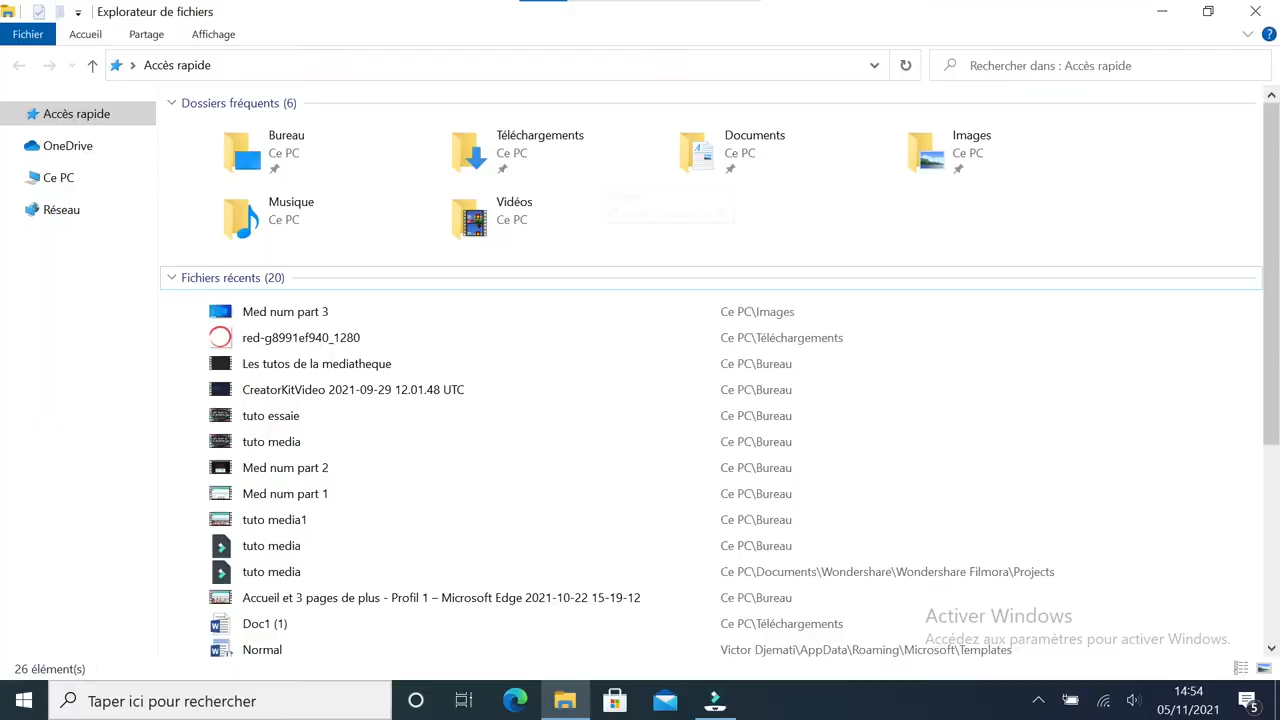 Explorateur de fichiers
Fichier Accueil Partage Affichage
Accès rapide Rechercher dans : Accès rapide
Accès rapide
OneDrive
Ce PC
Réseau
Dossiers fréquents (6)
Bureau
Ce PC
Téléchargements
Ce PC
Documents
Ce PC
Images
Ce PC
Musique
Ce PC
Vidéos
Ce PC
Fichiers récents (20)
Med num part 3 Ce PC\Images
red-g8991ef940_1280 Ce PC\Téléchargements
Les tutos de la mediatheque Ce PC\Bureau
CreatorKitVideo 2021-09-29 12.01.48 UTC Ce PC\Bureau
tuto essaie Ce PC\Bureau
tuto media Ce PC\Bureau
Med num part 2 Ce PC\Bureau
Med num part 1 Ce PC\Bureau
tuto media1 Ce PC\Bureau
tuto media Ce PC\Bureau
tuto media Ce PC\Documents\Wondershare\Wondershare Filmora\Projects
Accueil et 3 pages de plus - Profil 1 – Microsoft Edge 2021-10-22 15-19-12 Ce PC\Bureau
Doc1 (1) Ce PC\Téléchargements
Normal Victor Djemati\AppData\Roaming\Microsoft\Templates
Activer Windows
Accédez aux paramètres pour activer Windows.
26 élément(s)
Taper ici pour rechercher
14:54
05/11/2021
5